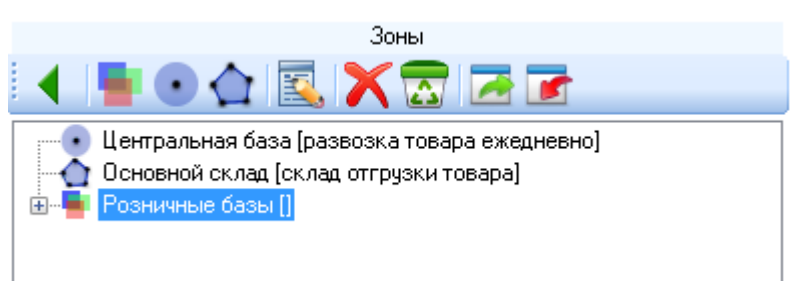 Зоны
Центральная база [развозка товара ежедневно]
Основной склад [склад отгрузки товара]
Розничные базы []